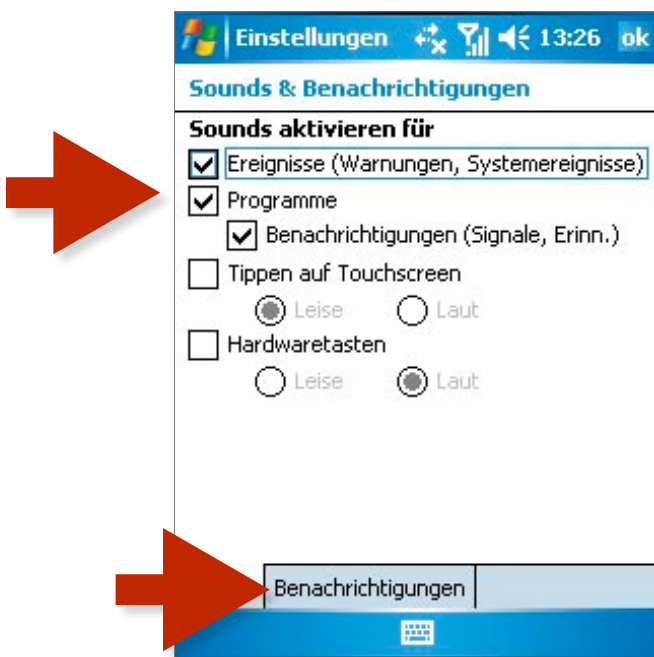 Einstellungen 13:26 ok
Sounds & Benachrichtigungen
Sounds aktivieren für
Ereignisse (Warnungen, Systemereignisse)
Programme
Benachrichtigungen (Signale, Erinn.)
Tippen auf Touchscreen
Leise Laut
Hardwaretasten
Leise Laut
Benachrichtigungen